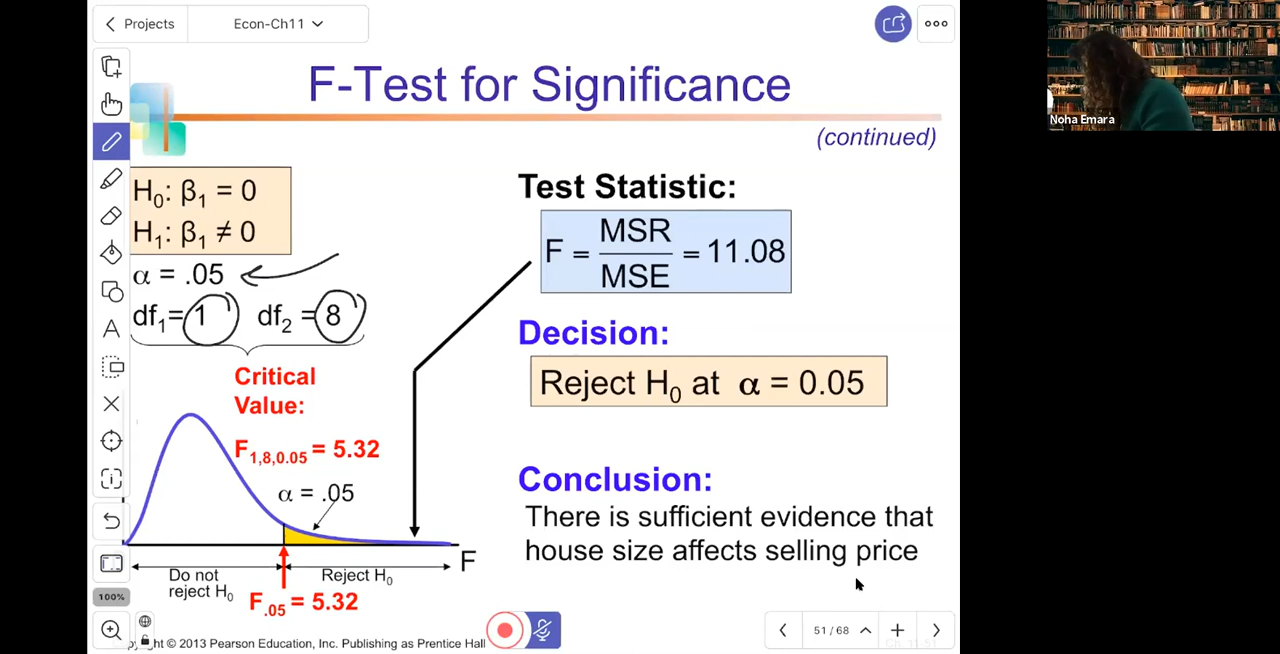 Projects
Econ-Ch11
Noha Emara
F-Test for Significance
(continued)
H₀: β₁ = 0
H₁: β₁ ≠ 0
α = .05
df₁= 1 df₂ = 8
Critical
Value:
F₁,₈,₀.₀₅ = 5.32
α = .05
F
Do not
reject H₀
Reject H₀
F.₀₅ = 5.32
Test Statistic:
F = MSR / MSE = 11.08
Decision:
Reject H₀ at α = 0.05
Conclusion:
There is sufficient evidence that
house size affects selling price
100%
ht © 2013 Pearson Education, Inc. Publishing as Prentice Hall
51 / 68